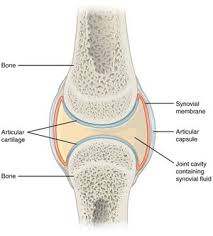 Bone
Synovial
membrane
Articular
cartilage
Articular
capsule
Joint cavity
containing
synovial fluid
Bone